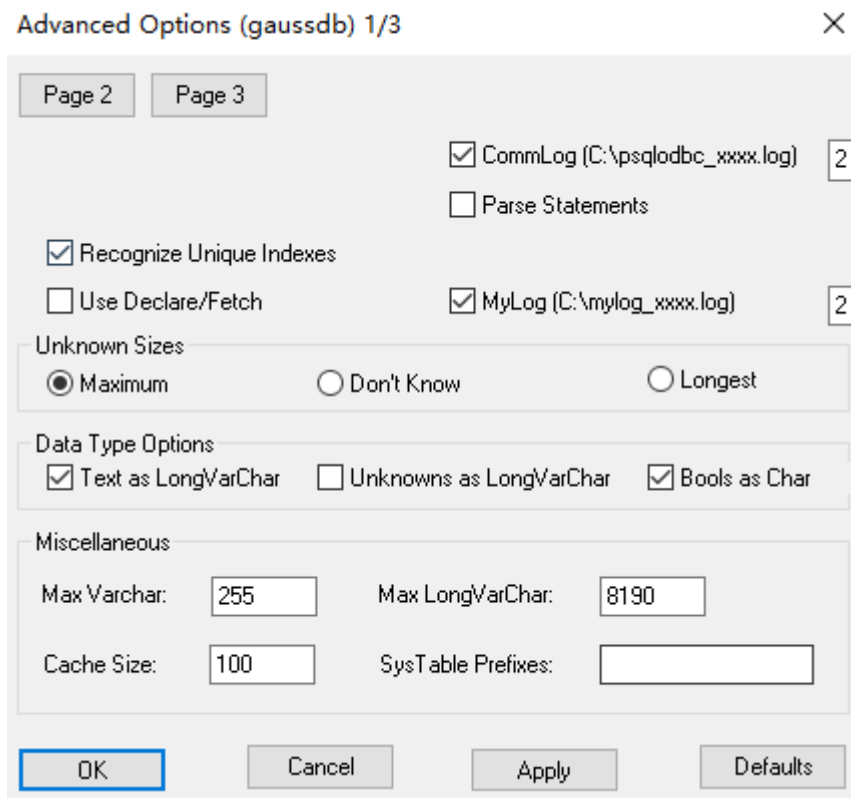 Advanced Options (gaussdb) 1/3
Page 2 Page 3
CommLog (C:\psqlodbc_xxxx.log) 2
Parse Statements
Recognize Unique Indexes
Use Declare/Fetch MyLog (C:\mylog_xxxx.log) 2
Unknown Sizes
Maximum Don't Know Longest
Data Type Options
Text as LongVarChar Unknowns as LongVarChar Bools as Char
Miscellaneous
Max Varchar: 255 Max LongVarChar: 8190
Cache Size: 100 SysTable Prefixes:
OK Cancel Apply Defaults